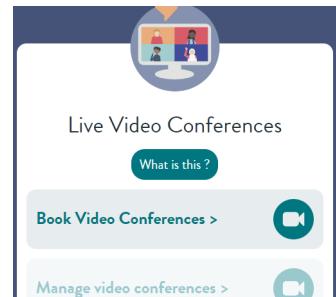 Live Video Conferences
What is this ?
Book Video Conferences >
Manage video conferences >